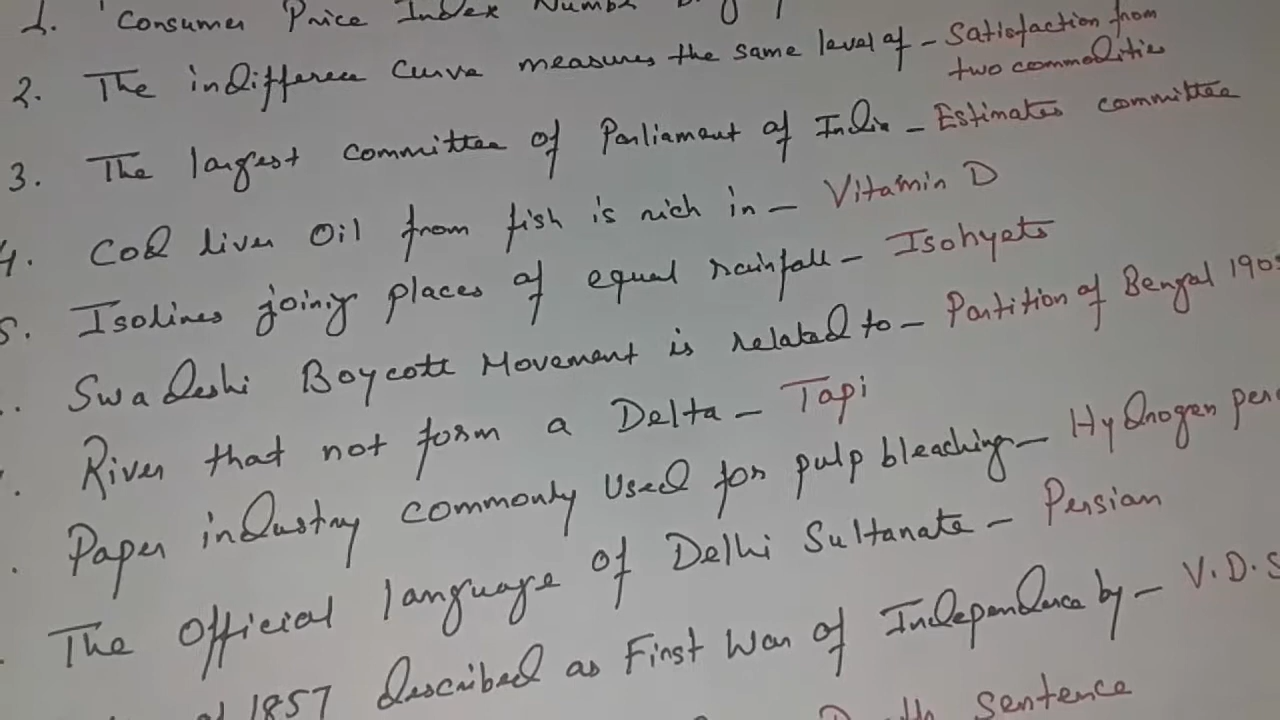 1. Consumer Price Index Number
2. The indifferece curve measures the same level of - Satisfaction from
two commodities
3. The largest committee of Parliament of India - Estimates committee
4. Cod liver Oil from fish is rich in - Vitamin D
5. Isolines joining places of equal rainfall - Isohyets
Swadeshi Boycott Movement is related to - Partition of Bengal 1905
River that not form a Delta - Tapi
Paper industry commonly used for pulp bleaching - Hydrogen
The Official language of Delhi Sultanate - Persian
1857 described as First War of Independence by - V.D.S
Sentence